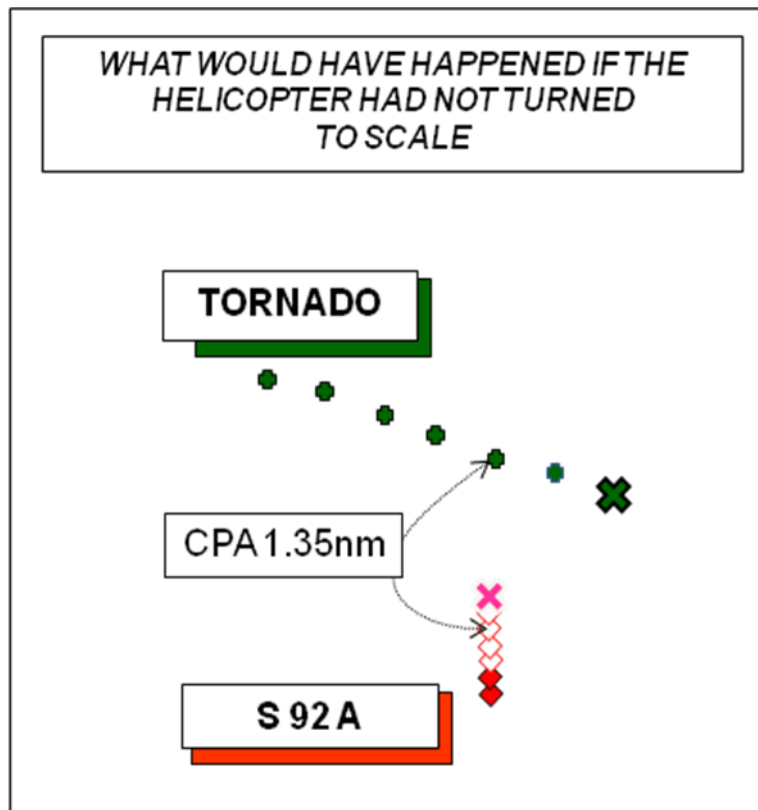 WHAT WOULD HAVE HAPPENED IF THE
HELICOPTER HAD NOT TURNED
TO SCALE
TORNADO
CPA 1.35nm
S 92 A